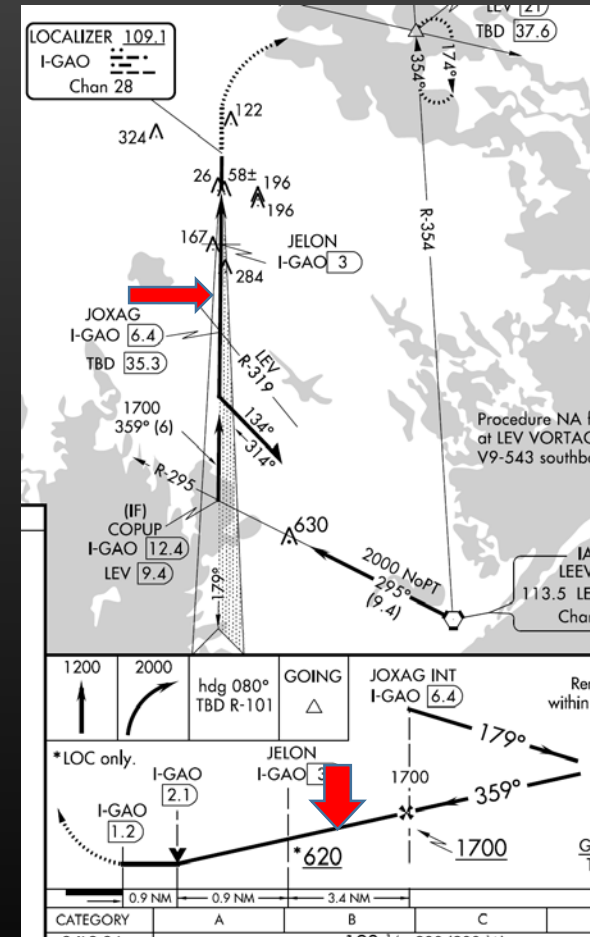 LOCALIZER 109.1
I-GAO
Chan 28
LEV 21
TBD 37.6
354°
174°
122
324
26
58±
196
196
167
JELON
I-GAO 3
284
R-354
JOXAG
I-GAO 6.4
TBD 35.3
LEV
R-319
1700
359° (6)
134°
314°
Procedure NA f
at LEV VORTAC
V9-543 southb
R-295
(IF)
COPUP
I-GAO 12.4
LEV 9.4
630
2000 NoPT
295°
(9.4)
179°
IA
LEEV
113.5 LE
Cha
1200
2000
hdg 080°
TBD R-101
GOING
JOXAG INT
I-GAO 6.4
Re
within
179°
*LOC only.
JELON
I-GAO 3
I-GAO
2.1
1700
359°
I-GAO
1.2
*620
1700
G
0.9 NM
0.9 NM
3.4 NM
CATEGORY
A
B
C